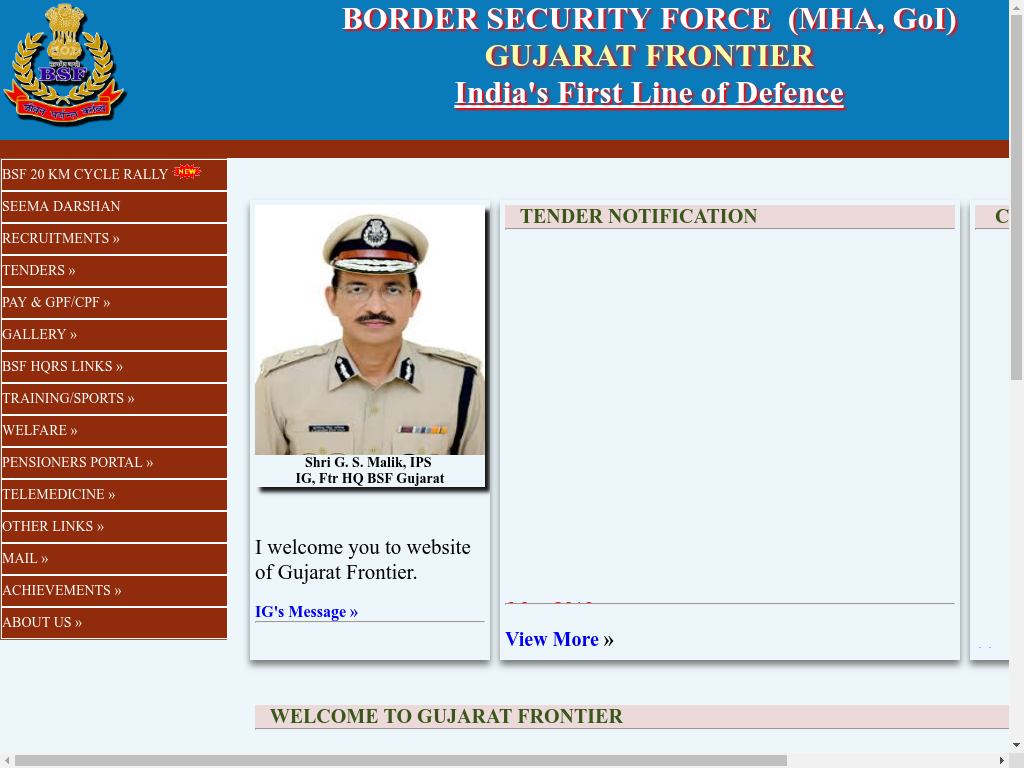 BORDER SECURITY FORCE (MHA, GoI)
GUJARAT FRONTIER
India's First Line of Defence
BSF
BSF 20 KM CYCLE RALLY NEW
SEEMA DARSHAN
RECRUITMENTS »
TENDERS »
PAY & GPF/CPF »
GALLERY »
BSF HQRS LINKS »
TRAINING/SPORTS »
WELFARE »
PENSIONERS PORTAL »
TELEMEDICINE »
OTHER LINKS »
MAIL »
ACHIEVEMENTS »
ABOUT US »
Shri G. S. Malik, IPS
IG, Ftr HQ BSF Gujarat
I welcome you to website
of Gujarat Frontier.
IG's Message »
TENDER NOTIFICATION
View More »
C
WELCOME TO GUJARAT FRONTIER